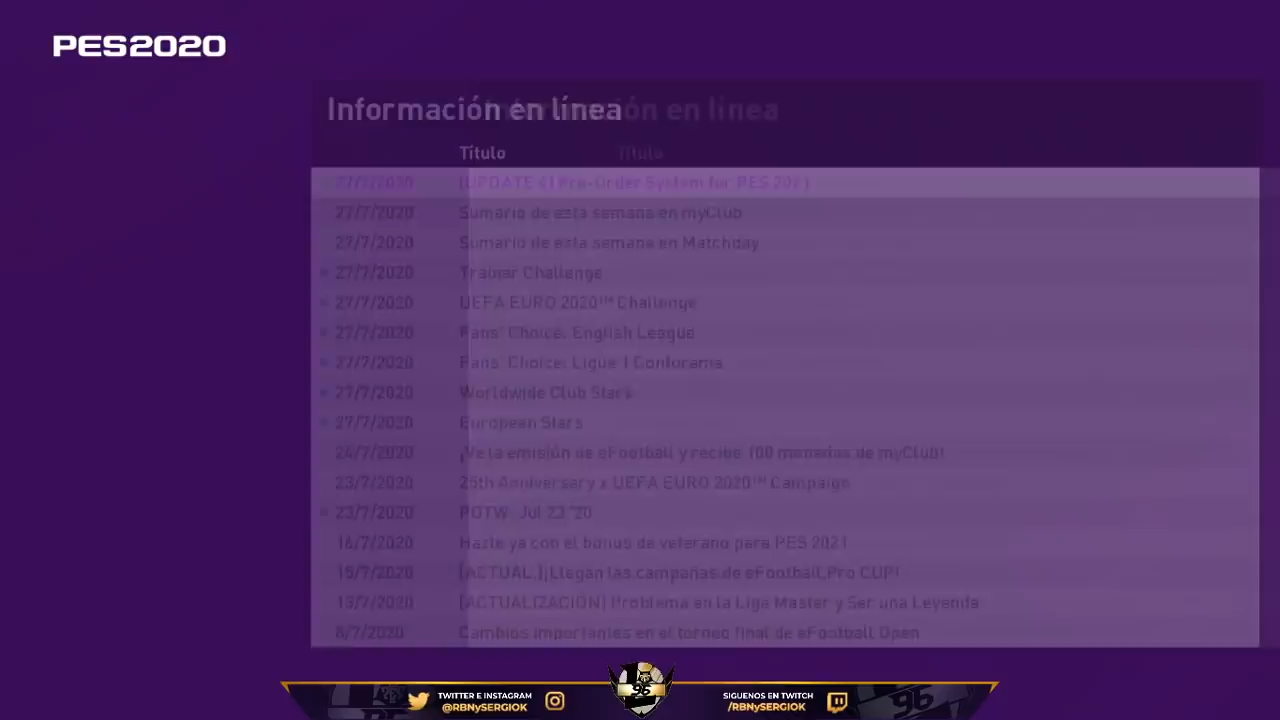 PES2020
Información en línea
Título
27/7/2020 [UPDATE 4] Pre-Order System for PES 2021
27/7/2020 Sumario de esta semana en myClub
27/7/2020 Sumario de esta semana en Matchday
27/7/2020 Trainer Challenge
27/7/2020 UEFA EURO 2020™ Challenge
27/7/2020 Fans' Choice: English League
27/7/2020 Fans' Choice: Ligue 1 Conforama
27/7/2020 Worldwide Club Stars
27/7/2020 European Stars
24/7/2020 ¡Ve la emisión de eFootball y recibe 100 monedas de myClub!
23/7/2020 25th Anniversary x UEFA EURO 2020™ Campaign
23/7/2020 POTW: Jul 23 '20
16/7/2020 Hazte ya con el bonus de veterano para PES 2021
15/7/2020 [ACTUAL.]¡Llegan las campañas de eFootball.Pro CUP!
13/7/2020 [ACTUALIZACIÓN] Problema en la Liga Master y Ser una Leyenda
8/7/2020 Cambios importantes en el torneo final de eFootball Open
TWITTER E INSTAGRAM
@RBNySERGIOK
96
SIGUENOS EN TWITCH
/RBNySERGIOK
96